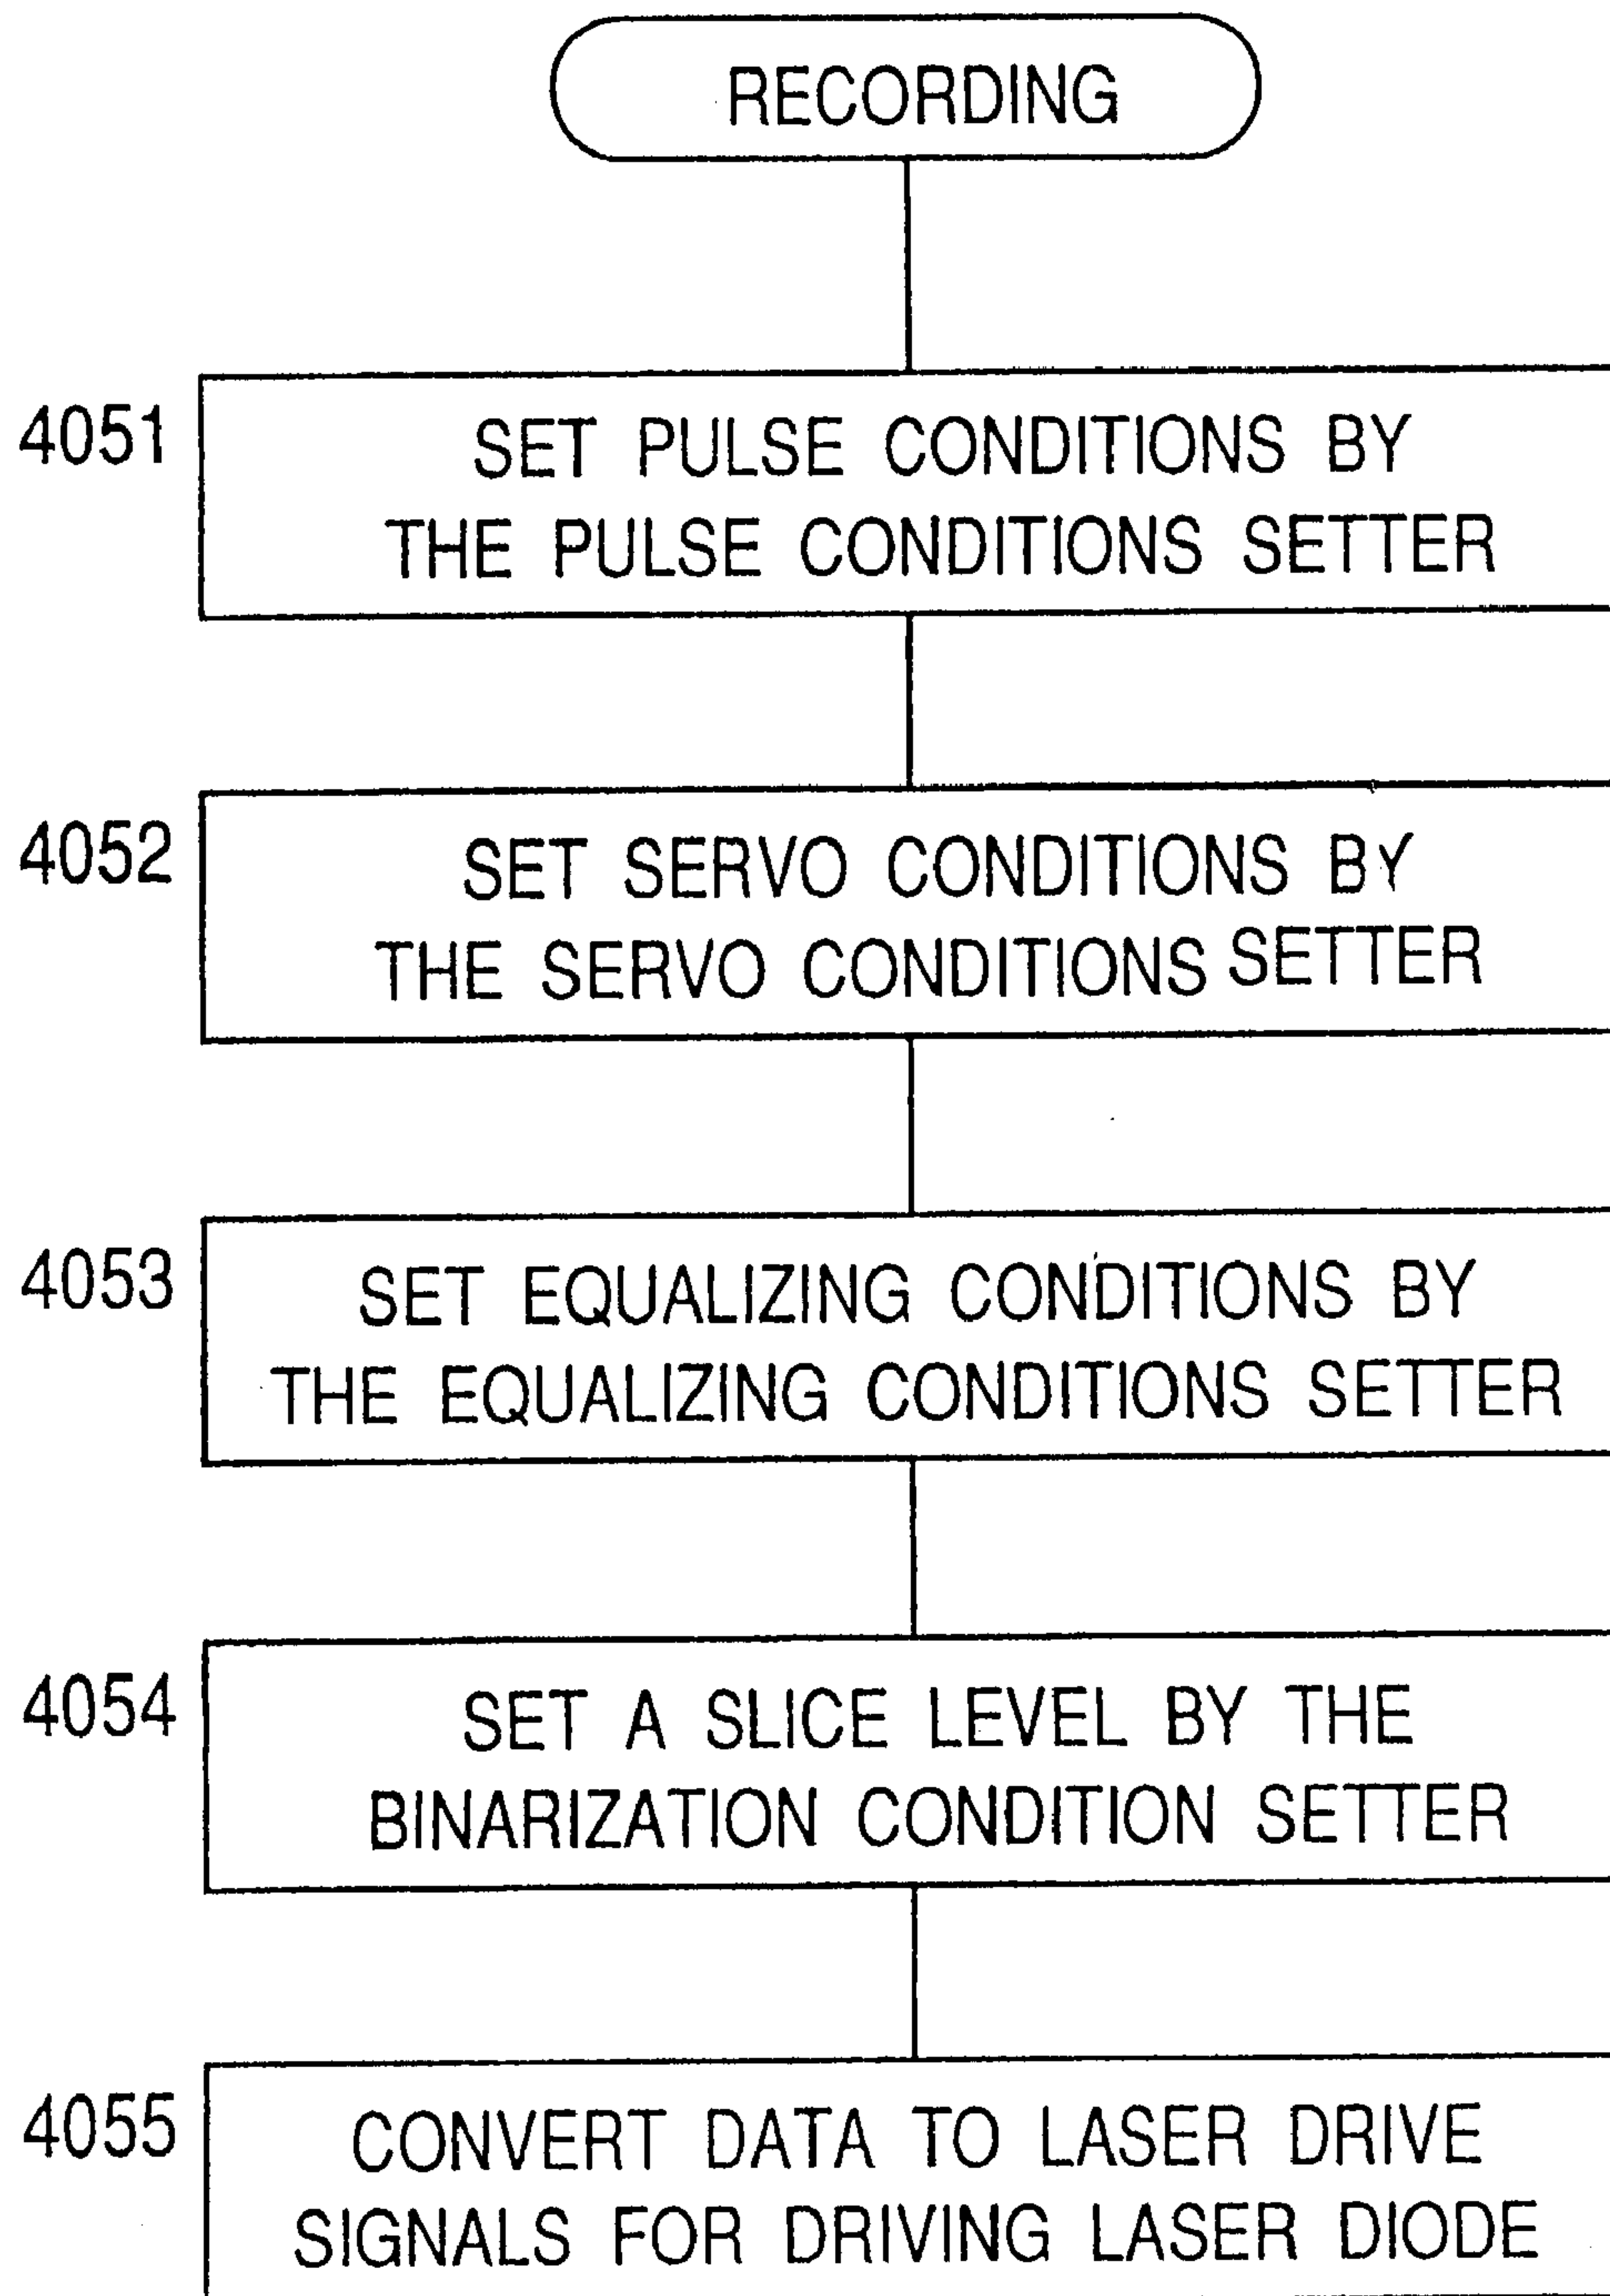 RECORDING
4051
SET PULSE CONDITIONS BY
THE PULSE CONDITIONS SETTER
4052
SET SERVO CONDITIONS BY
THE SERVO CONDITIONS SETTER
4053
SET EQUALIZING CONDITIONS BY
THE EQUALIZING CONDITIONS SETTER
4054
SET A SLICE LEVEL BY THE
BINARIZATION CONDITION SETTER
4055
CONVERT DATA TO LASER DRIVE
SIGNALS FOR DRIVING LASER DIODE